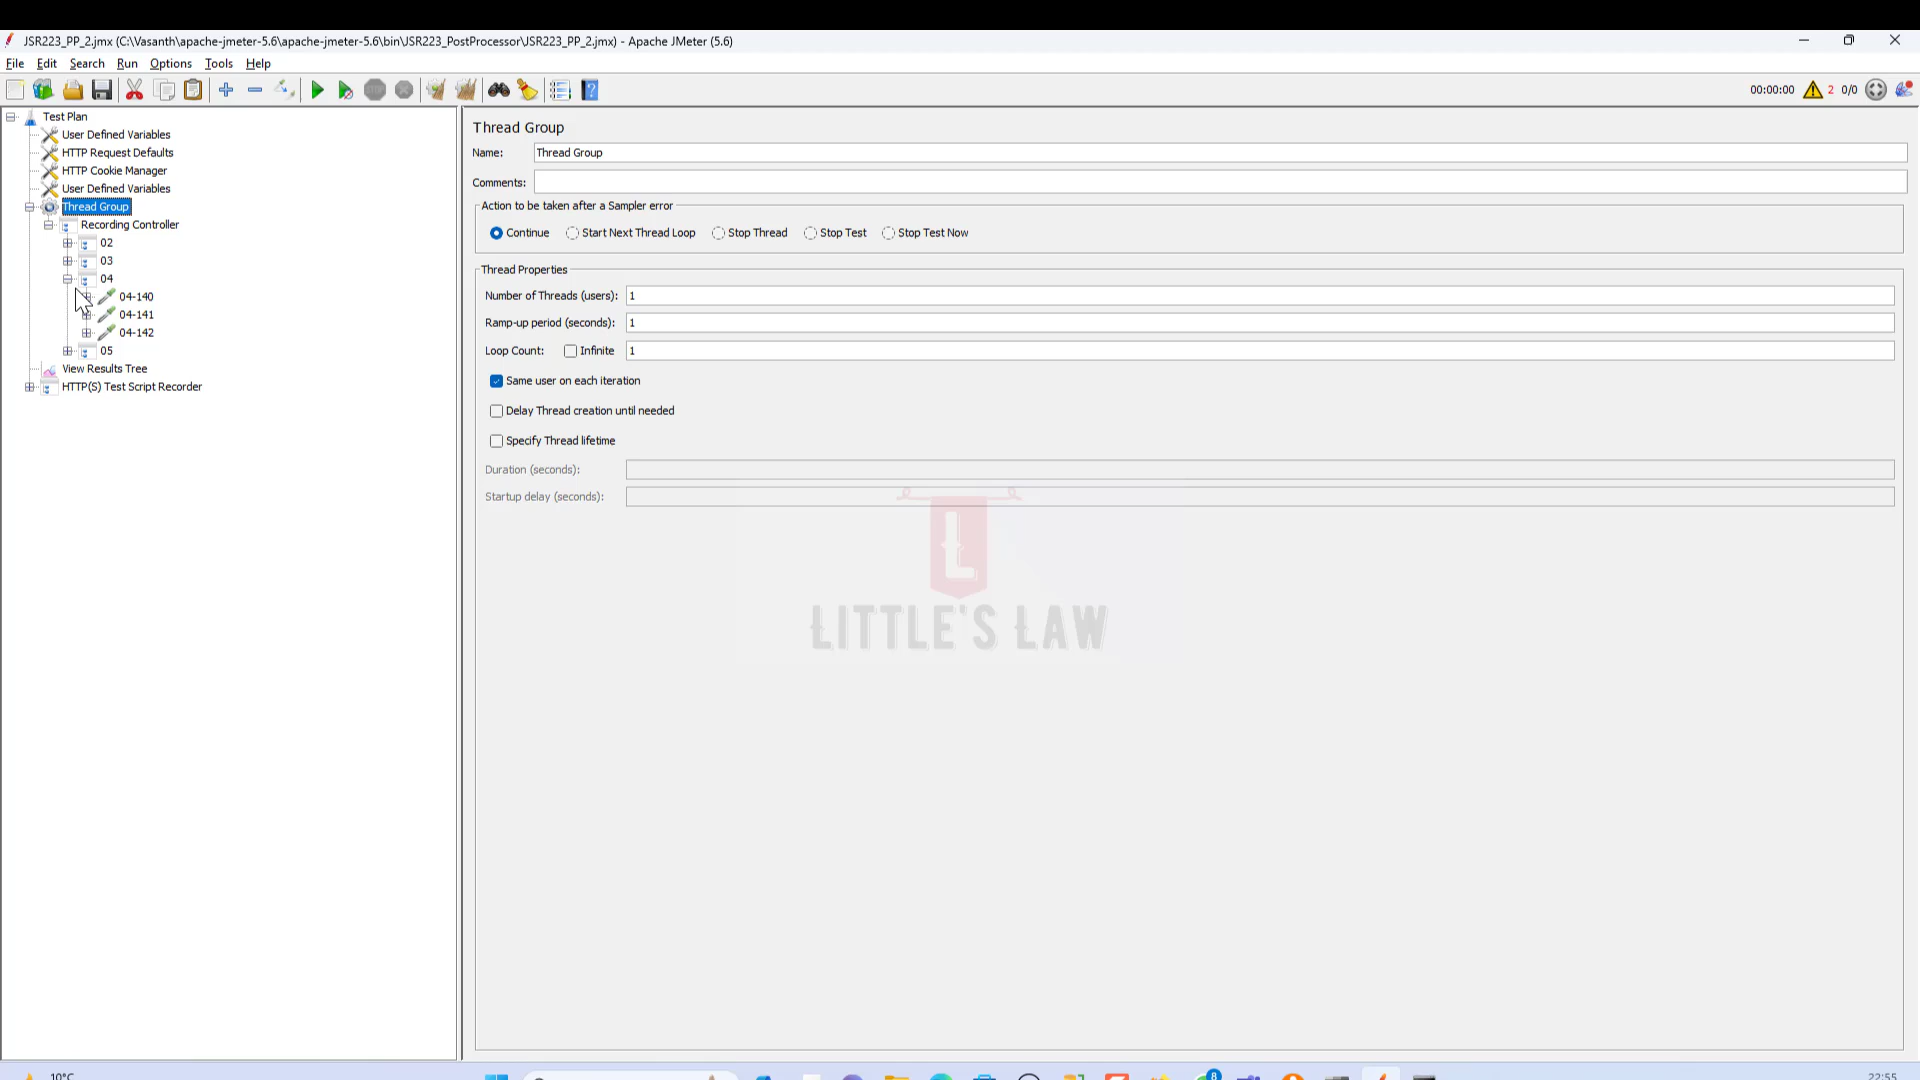 JSR223_PP_2.jmx (C:\Vasanth\apache-jmeter-5.6\apache-jmeter-5.6\bin\JSR223_PostProcessor\JSR223_PP_2.jmx) - Apache JMeter (5.6)
File Edit Search Run Options Tools Help
00:00:00 2 0/0
Test Plan
User Defined Variables
HTTP Request Defaults
HTTP Cookie Manager
User Defined Variables
Thread Group
Recording Controller
02
03
04
04-140
04-141
04-142
05
View Results Tree
HTTP(S) Test Script Recorder
Thread Group
Name: Thread Group
Comments:
Action to be taken after a Sampler error
Continue Start Next Thread Loop Stop Thread Stop Test Stop Test Now
Thread Properties
Number of Threads (users): 1
Ramp-up period (seconds): 1
Loop Count: Infinite 1
Same user on each iteration
Delay Thread creation until needed
Specify Thread lifetime
Duration (seconds):
Startup delay (seconds):
L
LITTLE'S LAW
10°C
8
22:55